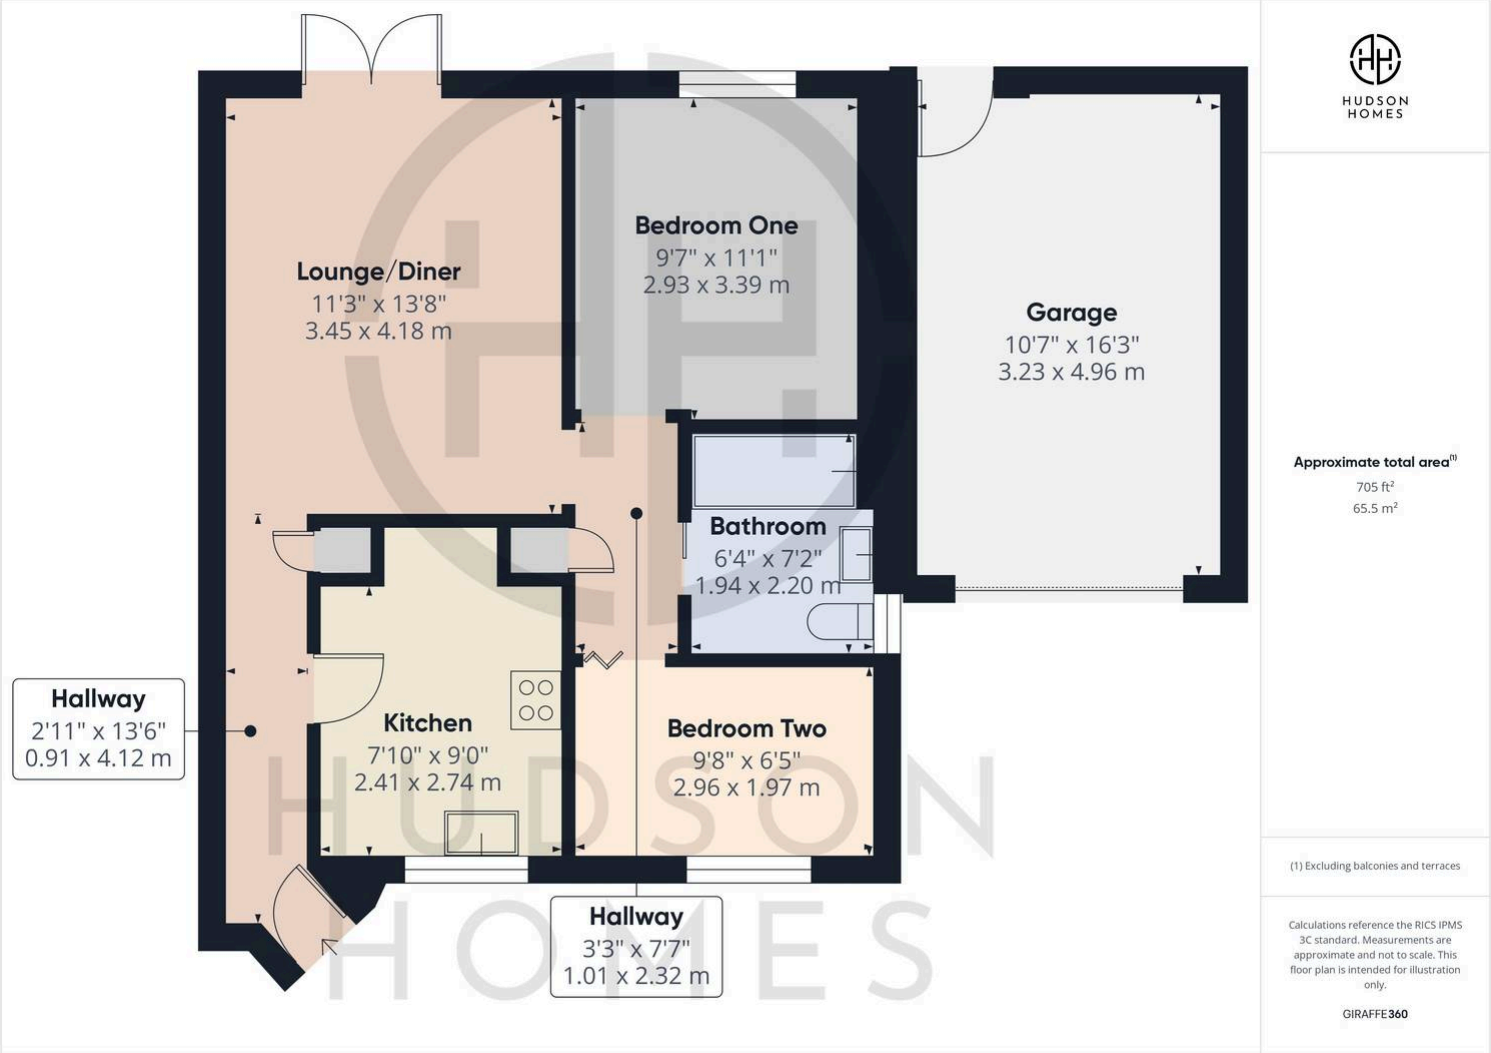 HUDSON
HOMES
Lounge/Diner
11'3" x 13'8"
3.45 x 4.18 m
Bedroom One
9'7" x 11'1"
2.93 x 3.39 m
Garage
10'7" x 16'3"
3.23 x 4.96 m
Bathroom
6'4" x 7'2"
1.94 x 2.20 m
Hallway
2'11" x 13'6"
0.91 x 4.12 m
Kitchen
7'10" x 9'0"
2.41 x 2.74 m
Bedroom Two
9'8" x 6'5"
2.96 x 1.97 m
Hallway
3'3" x 7'7"
1.01 x 2.32 m
HUDSON
HOMES
Approximate total area(1)
705 ft²
65.5 m²
(1) Excluding balconies and terraces
Calculations reference the RICS IPMS
3C standard. Measurements are
approximate and not to scale. This
floor plan is intended for illustration
only.
GIRAFFE360